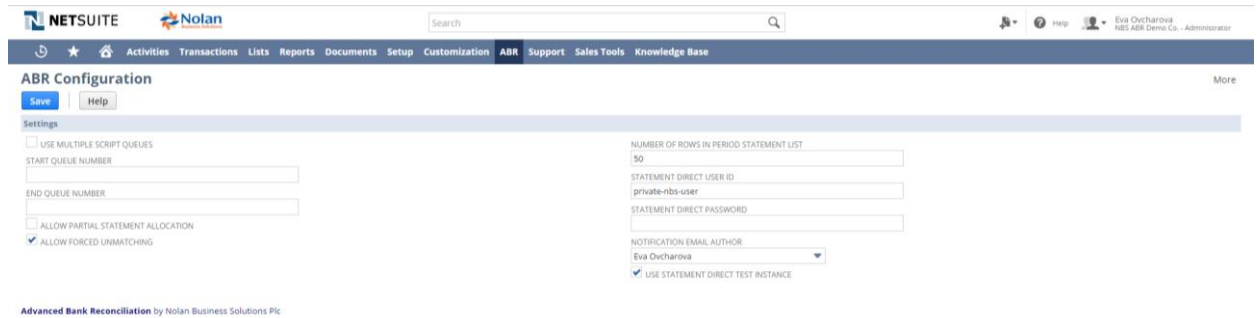 NETSUITE
Nolan
Business Solutions
Search
Help
Eva Ovcharova
NBS ABR Demo Co. - Administrator
Activities Transactions Lists Reports Documents Setup Customization ABR Support Sales Tools Knowledge Base
ABR Configuration
More
Save Help
Settings
USE MULTIPLE SCRIPT QUEUES
START QUEUE NUMBER
END QUEUE NUMBER
ALLOW PARTIAL STATEMENT ALLOCATION
ALLOW FORCED UNMATCHING
NUMBER OF ROWS IN PERIOD STATEMENT LIST
50
STATEMENT DIRECT USER ID
private-nbs-user
STATEMENT DIRECT PASSWORD
NOTIFICATION EMAIL AUTHOR
Eva Ovcharova
USE STATEMENT DIRECT TEST INSTANCE
Advanced Bank Reconciliation by Nolan Business Solutions Plc